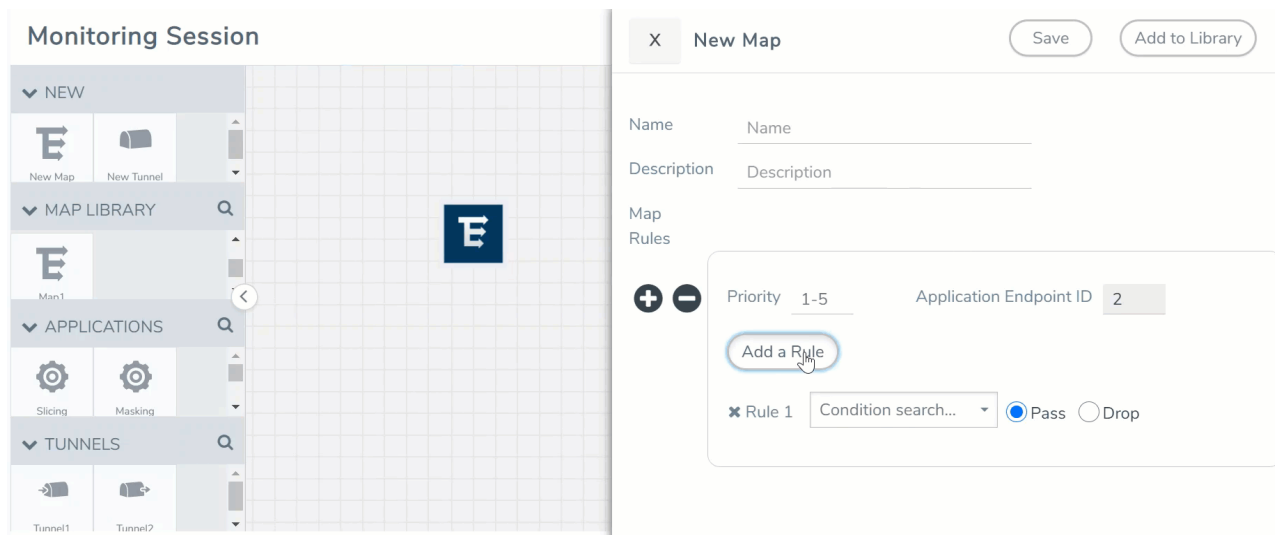 Monitoring Session
NEW
New Map
New Tunnel
MAP LIBRARY
Map1
APPLICATIONS
Slicing
Masking
TUNNELS
Tunnel1
Tunnel2
X
New Map
Save
Add to Library
Name
Name
Description
Description
Map
Rules
Priority
1-5
Application Endpoint ID
2
Add a Rule
Rule 1
Condition search...
Pass
Drop